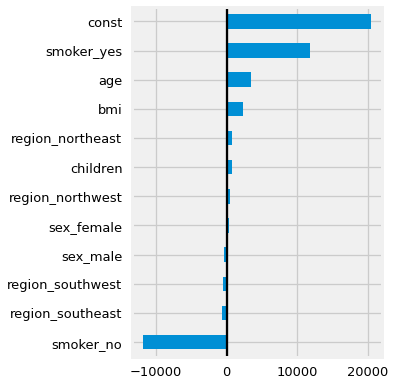 const
smoker_yes
age
bmi
region_northeast
children
region_northwest
sex_female
sex_male
region_southwest
region_southeast
smoker_no
−10000 0 10000 20000